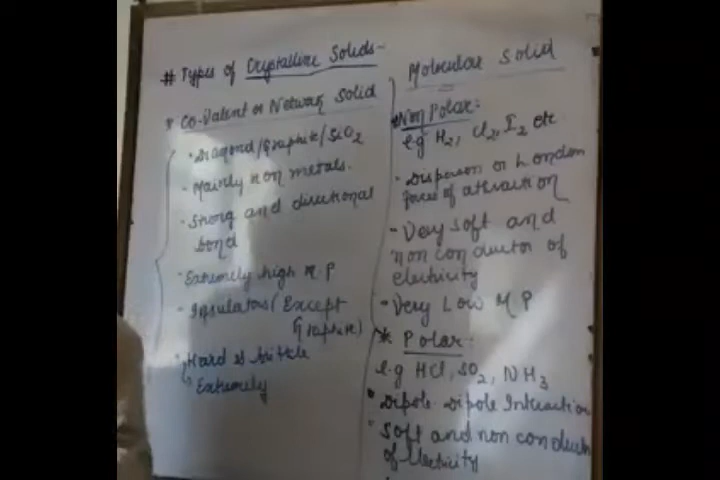 # Types of Crystalline Solids-
* Co-Valent or Network Solid
• Diamond/Graphite/SiO2
• Mainly non metals.
• Strong and directional
bond
• Extremely high M.P
• Insulators (Except
Graphite)
• Hard & brittle
Extremely
Molecular Solid
Non Polar:
e.g H2, Cl2, I2 etc
• Disperson or London
forces of attraction
• Very soft and
non conductor of
electricity
• Very Low M P
* Polar:
e.g HCl, SO2, NH3
• Dipole Dipole Interaction
• Soft and non conductor
of electricity